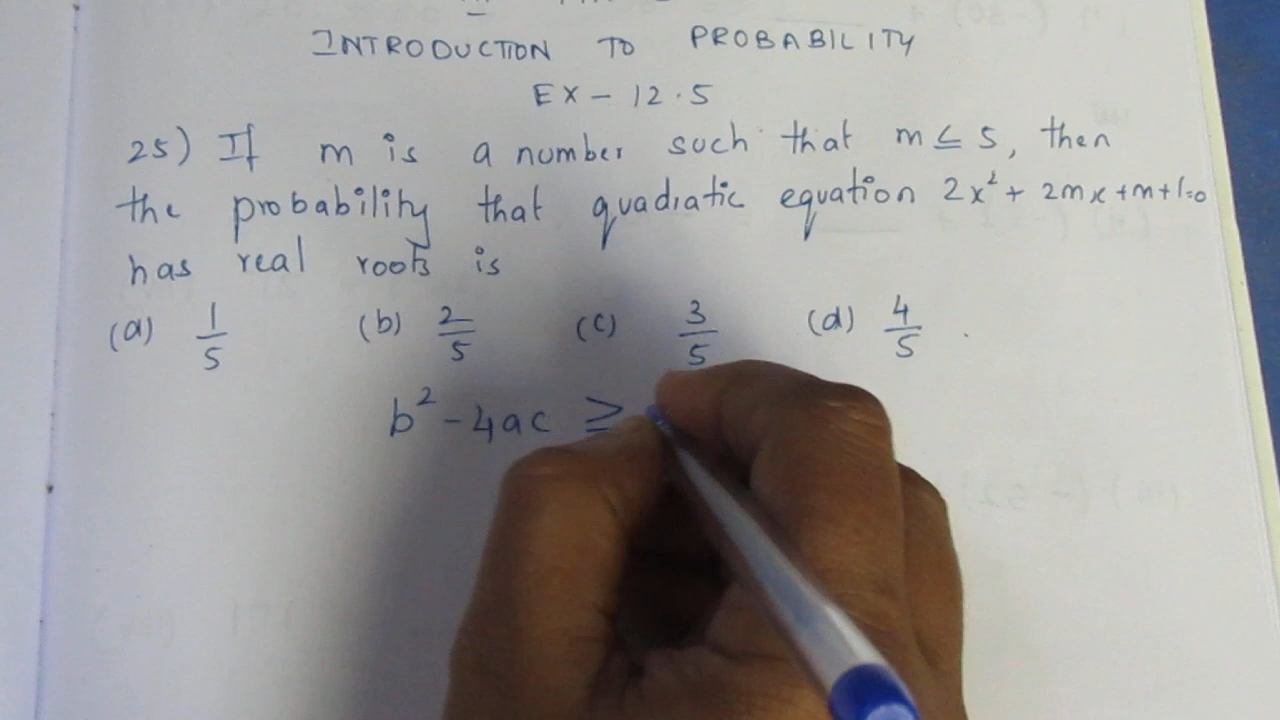 INTRODUCTION TO PROBABILITY
EX - 12.5
25) If m is a number such that m ≤ 5, then
the probability that quadratic equation 2x² + 2mx + m + 1 = 0
has real roots is
(a) 1/5 (b) 2/5 (c) 3/5 (d) 4/5 .
b² - 4ac ≥